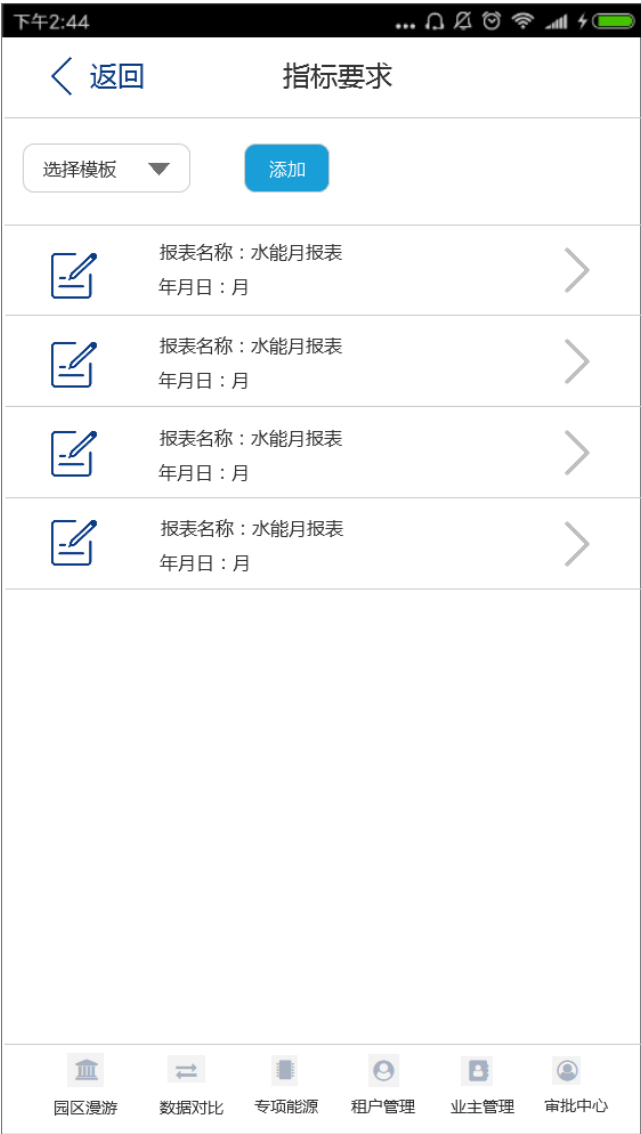 下午2:44
返回 指标要求
选择模板 添加
报表名称：水能月报表
年月日：月
报表名称：水能月报表
年月日：月
报表名称：水能月报表
年月日：月
报表名称：水能月报表
年月日：月
园区漫游 数据对比 专项能源 租户管理 业主管理 审批中心